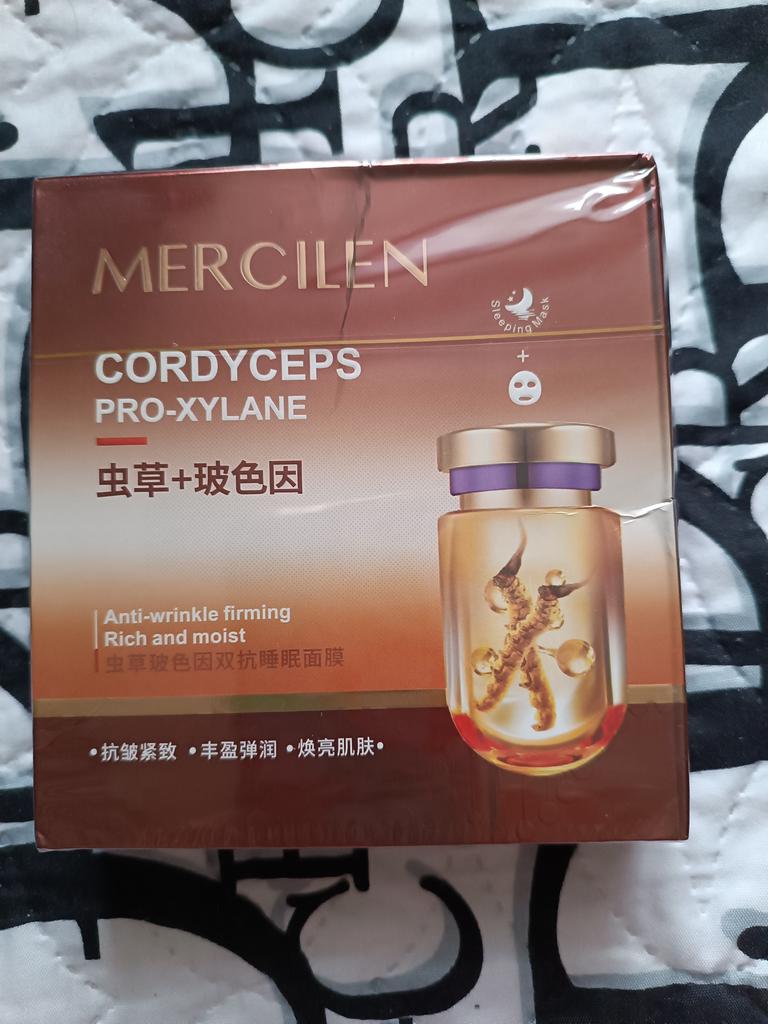 MERCILEN
Sleeping Mask
+
CORDYCEPS
PRO-XYLANE
虫草+玻色因
Anti-wrinkle firming
Rich and moist
虫草玻色因双抗睡眠面膜
•抗皱紧致 •丰盈弹润 •焕亮肌肤•